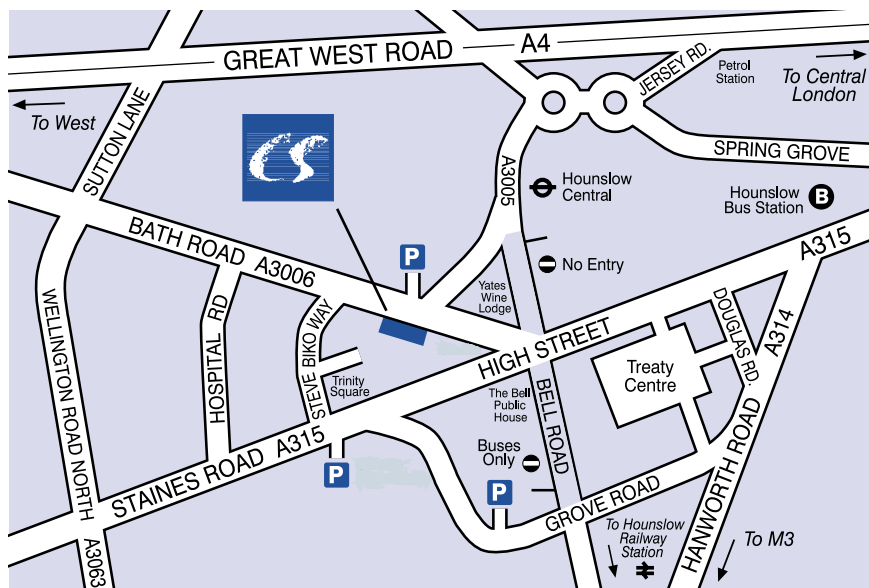 GREAT WEST ROAD
A4
JERSEY RD.
Petrol
Station
To Central
London
To West
SUTTON LANE
CS
A3005
SPRING GROVE
Hounslow
Central
Hounslow
Bus Station
B
BATH ROAD A3006
P
No Entry
A315
Yates
Wine
Lodge
WELLINGTON ROAD NORTH
HOSPITAL RD
STEVE BIKO WAY
HIGH STREET
DOUGLAS RD.
A314
Treaty
Centre
Trinity
Square
The Bell
Public
House
BELL ROAD
STAINES ROAD A315
P
Buses
Only
P
GROVE ROAD
HANWORTH ROAD
A3063
To Hounslow
Railway
Station
To M3